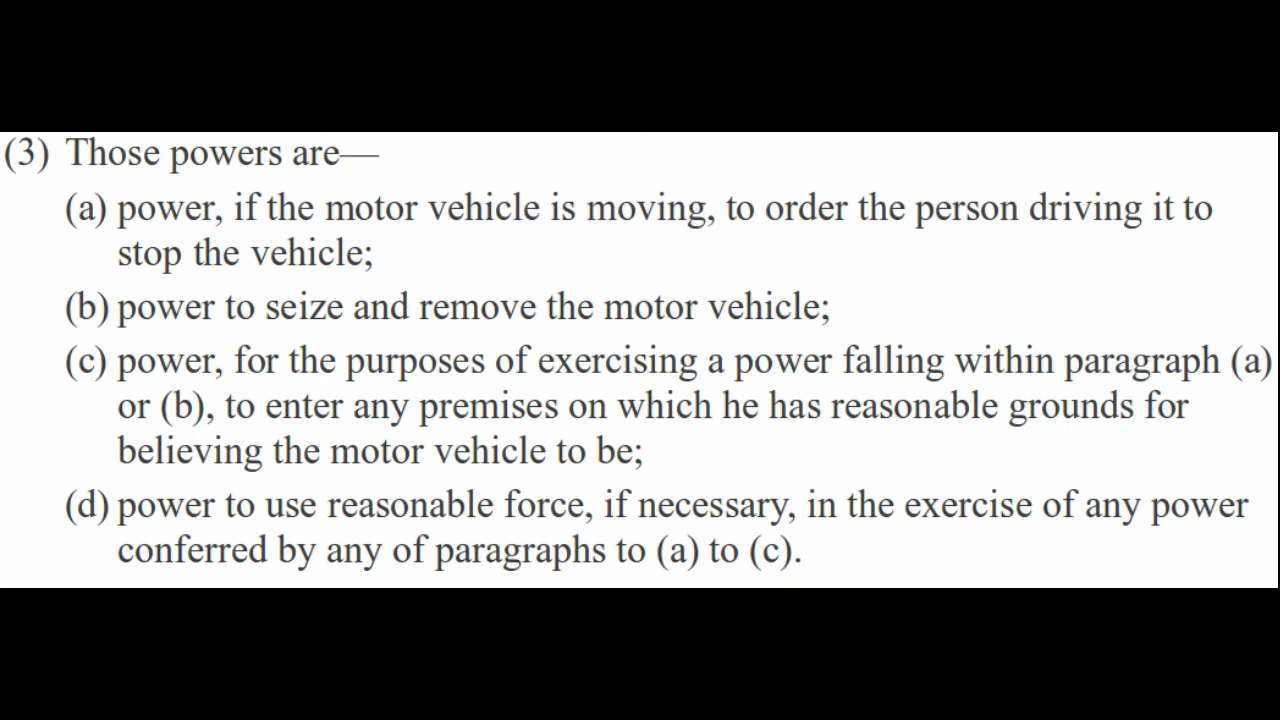 (3) Those powers are—
(a) power, if the motor vehicle is moving, to order the person driving it to
stop the vehicle;
(b) power to seize and remove the motor vehicle;
(c) power, for the purposes of exercising a power falling within paragraph (a)
or (b), to enter any premises on which he has reasonable grounds for
believing the motor vehicle to be;
(d) power to use reasonable force, if necessary, in the exercise of any power
conferred by any of paragraphs to (a) to (c).